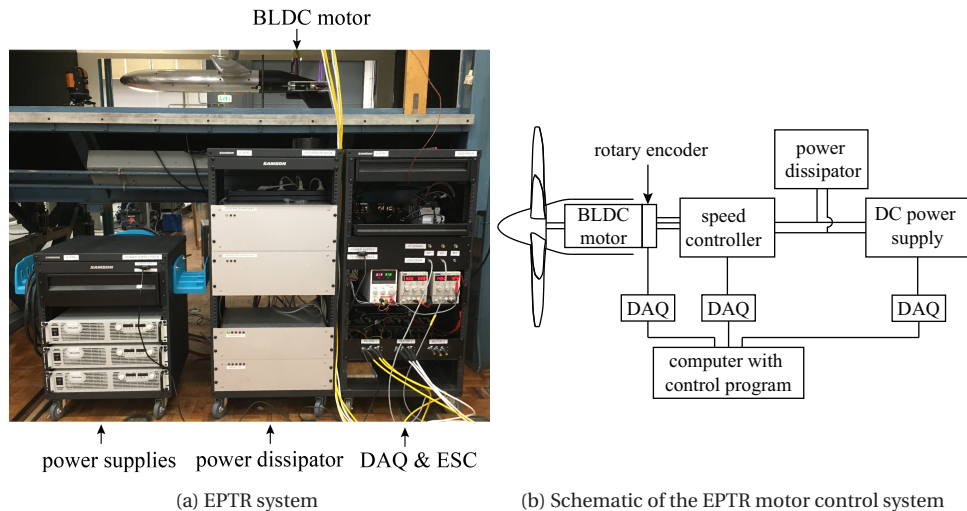 BLDC motor
SAMSON
SAMSON
SAMSON
power supplies
power dissipator
DAQ & ESC
(a) EPTR system
rotary encoder
power
dissipator
BLDC
motor
speed
controller
DC power
supply
DAQ
DAQ
DAQ
computer with
control program
(b) Schematic of the EPTR motor control system